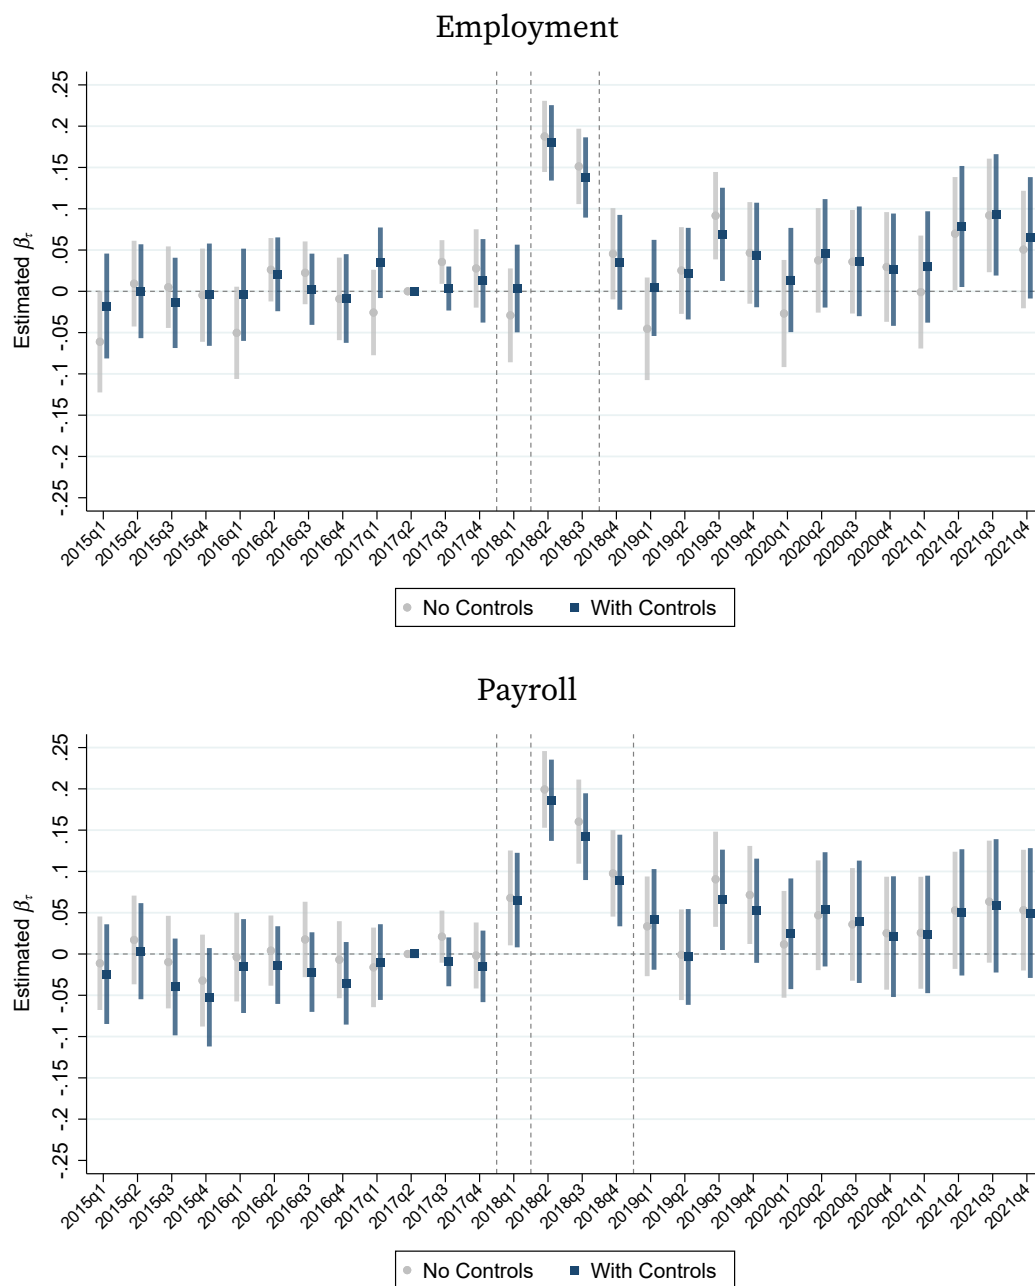 Employment
Estimated βτ
.25
.2
.15
.1
.05
0
-.05
-.1
-.15
-.2
-.25
2015q1
2015q2
2015q3
2015q4
2016q1
2016q2
2016q3
2016q4
2017q1
2017q2
2017q3
2017q4
2018q1
2018q2
2018q3
2018q4
2019q1
2019q2
2019q3
2019q4
2020q1
2020q2
2020q3
2020q4
2021q1
2021q2
2021q3
2021q4
No Controls
With Controls
Payroll
Estimated βτ
.25
.2
.15
.1
.05
0
-.05
-.1
-.15
-.2
-.25
2015q1
2015q2
2015q3
2015q4
2016q1
2016q2
2016q3
2016q4
2017q1
2017q2
2017q3
2017q4
2018q1
2018q2
2018q3
2018q4
2019q1
2019q2
2019q3
2019q4
2020q1
2020q2
2020q3
2020q4
2021q1
2021q2
2021q3
2021q4
No Controls
With Controls